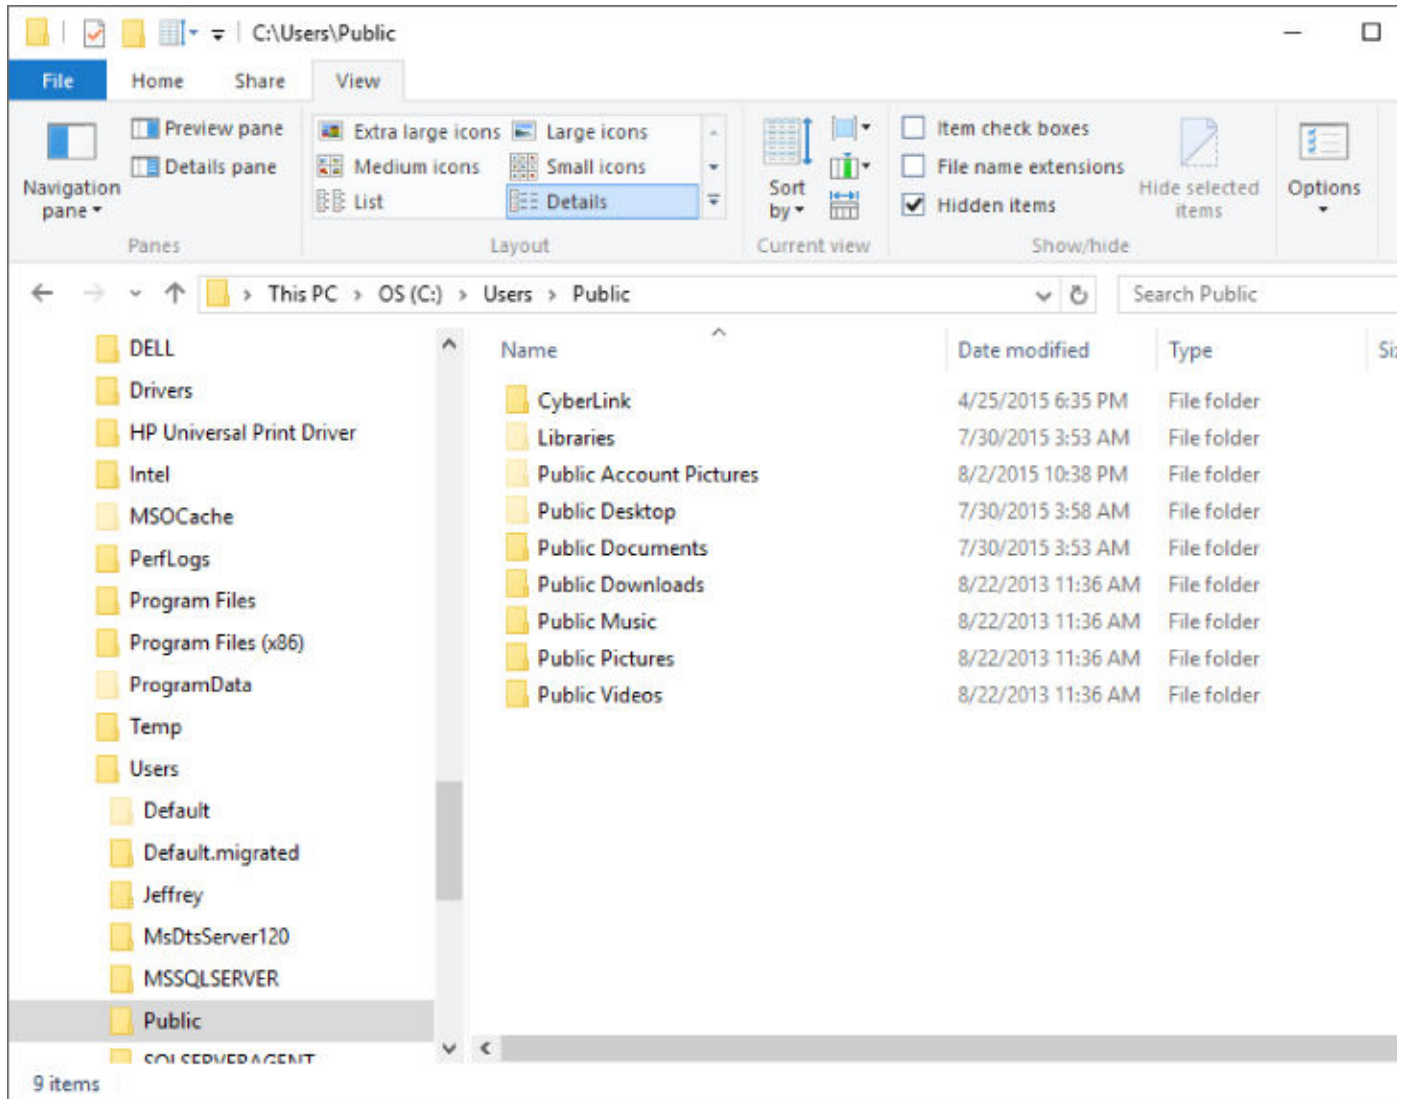 C:\Users\Public
File Home Share View
Navigation pane
Preview pane
Details pane
Panes
Extra large icons Large icons
Medium icons Small icons
List Details
Layout
Sort by
Current view
Item check boxes
File name extensions
Hidden items
Hide selected items
Show/hide
Options
This PC > OS (C:) > Users > Public
Search Public
DELL
Drivers
HP Universal Print Driver
Intel
MSOCache
PerfLogs
Program Files
Program Files (x86)
ProgramData
Temp
Users
Default
Default.migrated
Jeffrey
MsDtsServer120
MSSQLSERVER
Public
SQLSERVERAGENT
Name Date modified Type
CyberLink 4/25/2015 6:35 PM File folder
Libraries 7/30/2015 3:53 AM File folder
Public Account Pictures 8/2/2015 10:38 PM File folder
Public Desktop 7/30/2015 3:58 AM File folder
Public Documents 7/30/2015 3:53 AM File folder
Public Downloads 8/22/2013 11:36 AM File folder
Public Music 8/22/2013 11:36 AM File folder
Public Pictures 8/22/2013 11:36 AM File folder
Public Videos 8/22/2013 11:36 AM File folder
9 items